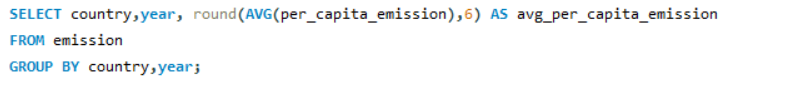 SELECT country,year, round(AVG(per_capita_emission),6) AS avg_per_capita_emission
FROM emission
GROUP BY country,year;